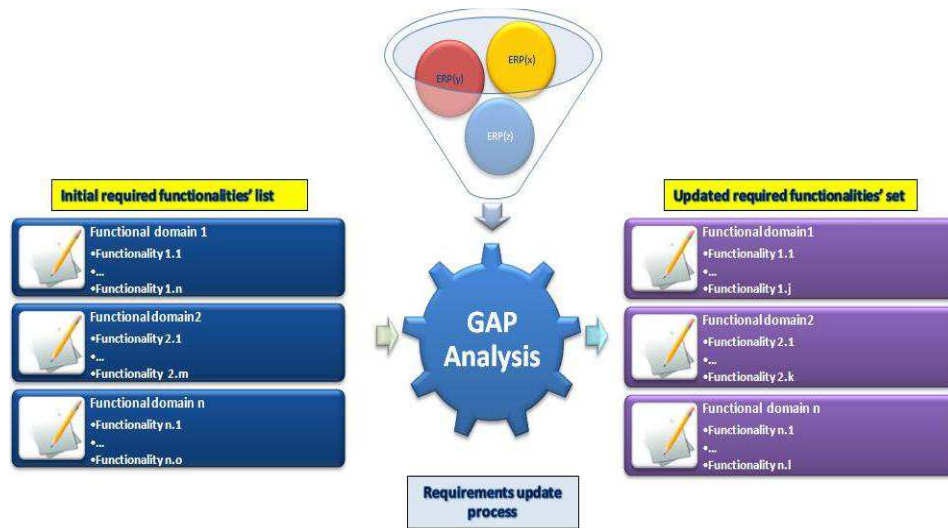 ERP(x)
ERP(y)
ERP(z)
Initial required functionalities' list
Functional domain 1
•Functionality 1.1
•...
•Functionality 1.n
Functional domain2
•Functionality 2.1
•...
•Functionality 2.m
Functional domain n
•Functionality n.1
•...
•Functionality n.o
GAP
Analysis
Requirements update
process
Updated required functionalities' set
Functional domain1
•Functionality 1.1
•...
•Functionality 1.j
Functional domain2
•Functionality 2.1
•...
•Functionality 2.k
Functional domain n
•Functionality n.1
•...
•Functionality n.l